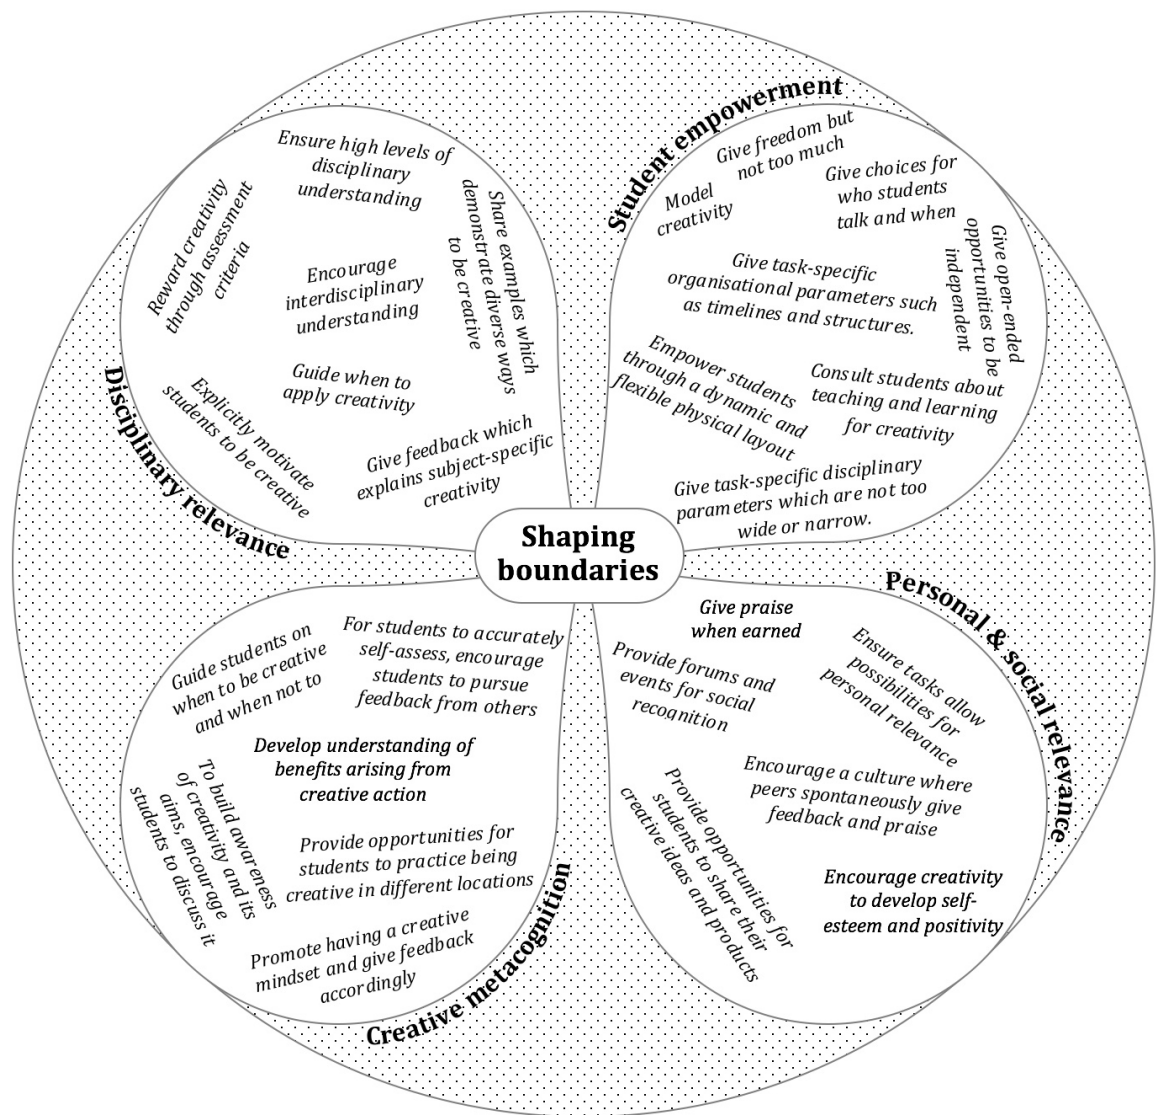 Disciplinary relevance
Ensure high levels of
disciplinary
understanding
Reward creativity
through assessment
criteria
Share examples which
demonstrate diverse ways
to be creative
Encourage
interdisciplinary
understanding
Guide when to
apply creativity
Explicitly motivate
students to be creative
Give feedback which
explains subject-specific
creativity
Student empowerment
Give freedom but
not too much
Model
creativity
Give choices for
who students
talk and when
Give open-ended
opportunities to be
independent
Give task-specific
organisational parameters such
as timelines and structures.
Empower students
through a dynamic and
flexible physical layout
Consult students about
teaching and learning
for creativity
Give task-specific disciplinary
parameters which are not too
wide or narrow.
Shaping
boundaries
Creative metacognition
Guide students on
when to be creative
and when not to
For students to accurately
self-assess, encourage
students to pursue
feedback from others
Develop understanding of
benefits arising from
creative action
To build awareness
of creativity and its
aims, encourage
students to discuss it
Provide opportunities for
students to practice being
creative in different locations
Promote having a creative
mindset and give feedback
accordingly
Personal & social relevance
Give praise
when earned
Provide forums and
events for social
recognition
Ensure tasks allow
possibilities for
personal relevance
Encourage a culture where
peers spontaneously give
feedback and praise
Provide opportunities for
students to share their
creative ideas and products
Encourage creativity
to develop self-
esteem and positivity